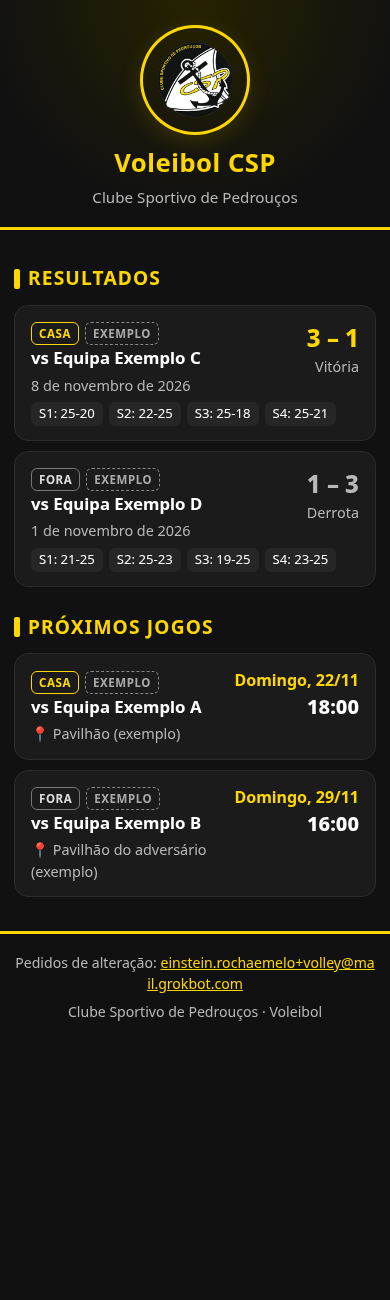 CLUBE SPORTIVO DE PEDROUÇOS
CSP
Voleibol CSP
Clube Sportivo de Pedrouços
RESULTADOS
CASA EXEMPLO
3 – 1
vs Equipa Exemplo C
Vitória
8 de novembro de 2026
S1: 25-20 S2: 22-25 S3: 25-18 S4: 25-21
FORA EXEMPLO
1 – 3
vs Equipa Exemplo D
Derrota
1 de novembro de 2026
S1: 21-25 S2: 25-23 S3: 19-25 S4: 23-25
PRÓXIMOS JOGOS
CASA EXEMPLO
Domingo, 22/11
vs Equipa Exemplo A
18:00
📍 Pavilhão (exemplo)
FORA EXEMPLO
Domingo, 29/11
vs Equipa Exemplo B
16:00
📍 Pavilhão do adversário
(exemplo)
Pedidos de alteração: einstein.rochaemelo+volley@ma
il.grokbot.com
Clube Sportivo de Pedrouços · Voleibol